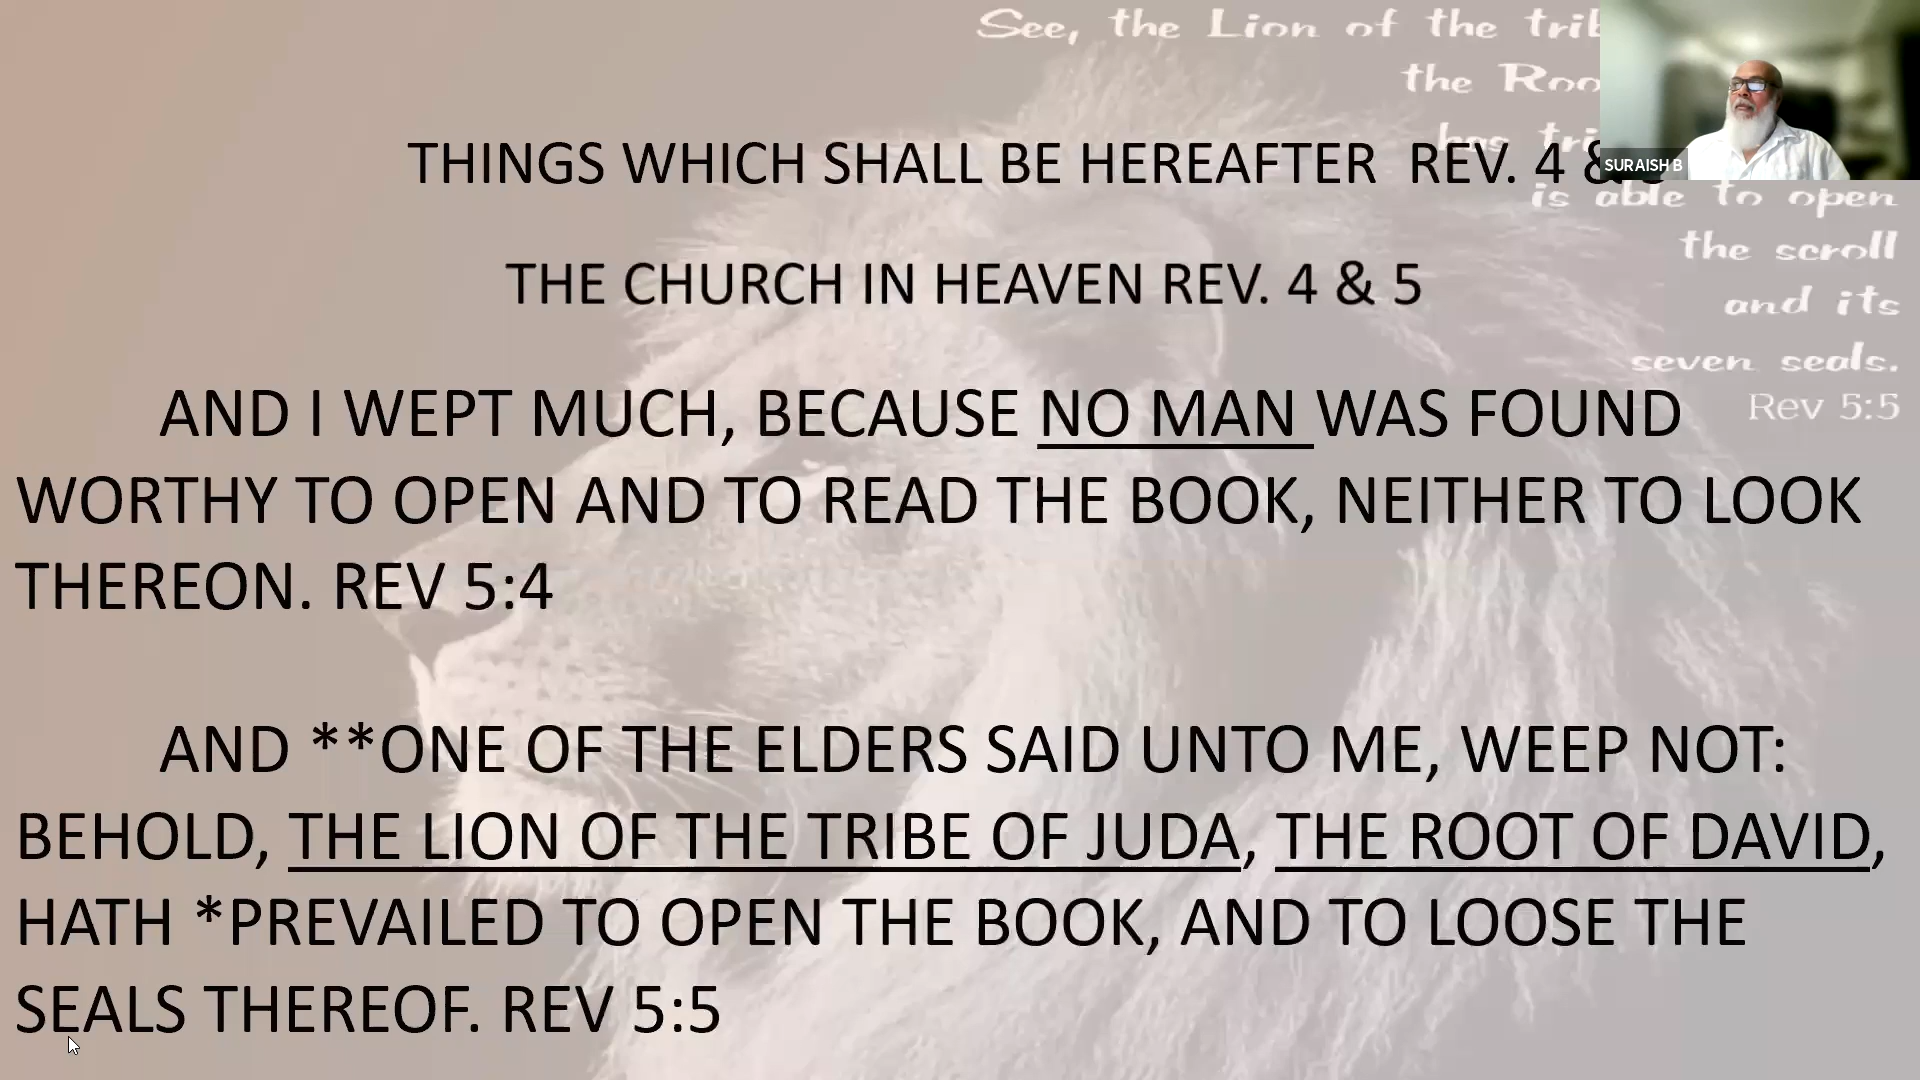 See, the Lion of the trib
the Roo
has tri
is able to open
the scroll
and its
seven seals.
Rev 5:5
SURAISH B
THINGS WHICH SHALL BE HEREAFTER REV. 4 &
THE CHURCH IN HEAVEN REV. 4 & 5
AND I WEPT MUCH, BECAUSE NO MAN WAS FOUND
WORTHY TO OPEN AND TO READ THE BOOK, NEITHER TO LOOK
THEREON. REV 5:4
AND **ONE OF THE ELDERS SAID UNTO ME, WEEP NOT:
BEHOLD, THE LION OF THE TRIBE OF JUDA, THE ROOT OF DAVID,
HATH *PREVAILED TO OPEN THE BOOK, AND TO LOOSE THE
SEALS THEREOF. REV 5:5